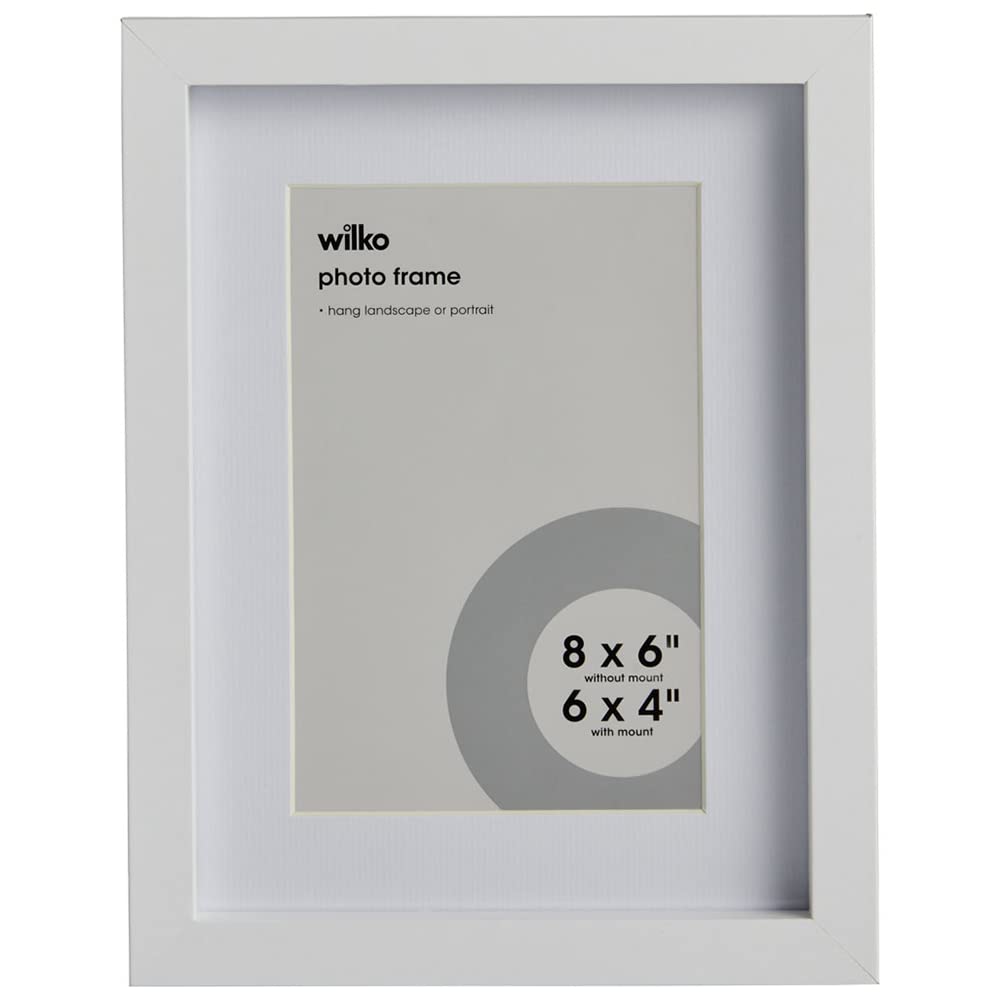 wilko
photo frame
• hang landscape or portrait
8 x 6"
without mount
6 x 4"
with mount